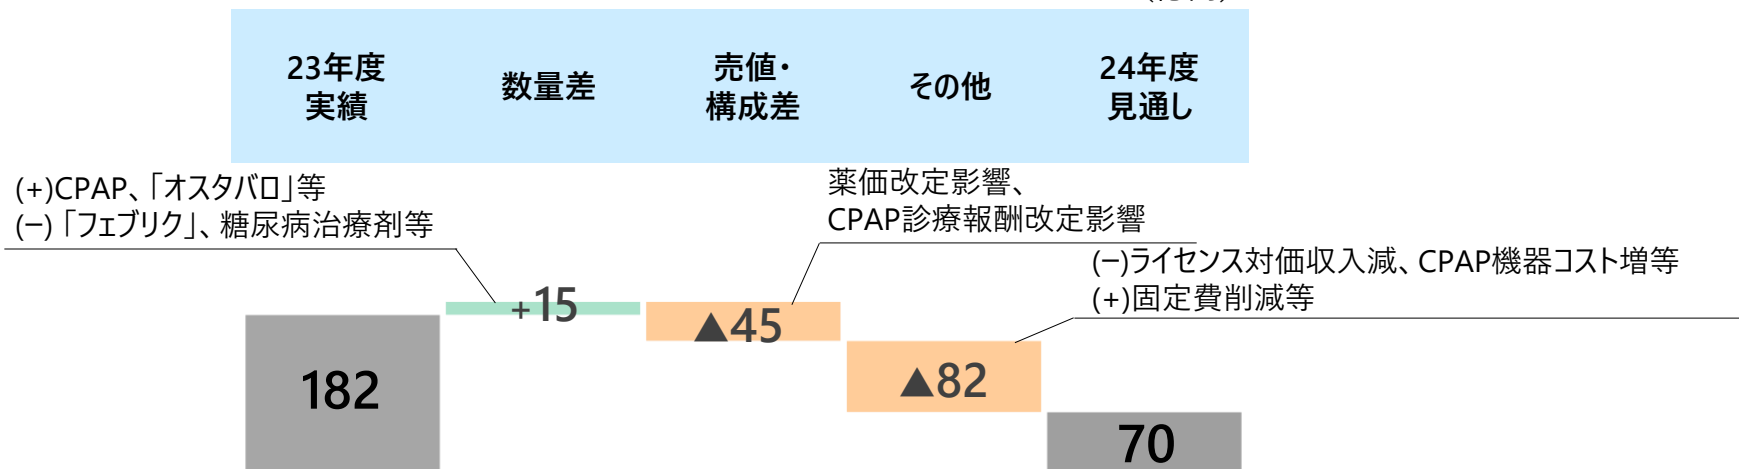 23年度
実績
数量差
売値・
構成差
その他
24年度
見通し
(+)CPAP、「オスタバロ」等
(−)「フェブリク」、糖尿病治療剤等
薬価改定影響、
CPAP診療報酬改定影響
(−)ライセンス対価収入減、CPAP機器コスト増等
(+)固定費削減等
+15
▲45
▲82
182
70